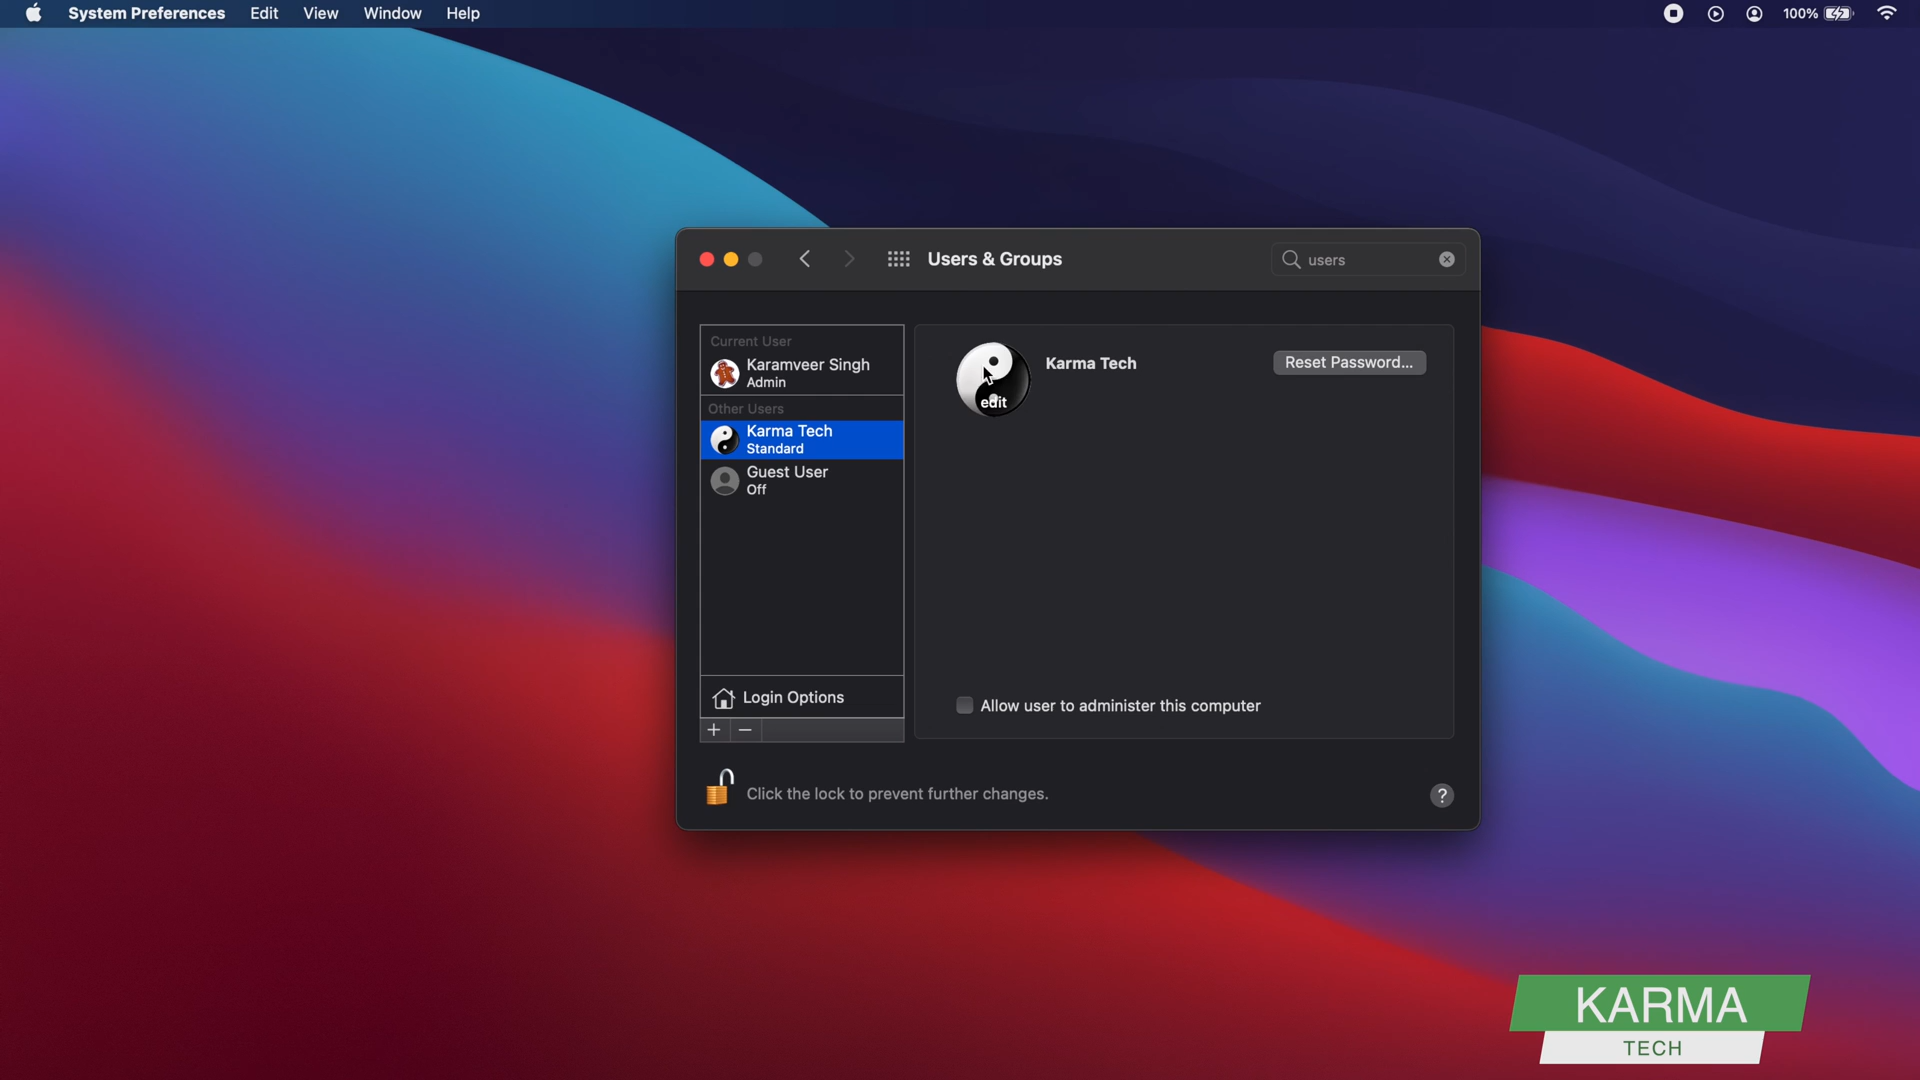 System Preferences Edit View Window Help 100%
Users & Groups
users
Current User
Karamveer Singh
Admin
Other Users
Karma Tech
Standard
Guest User
Off
Login Options
edit
Karma Tech
Reset Password...
Allow user to administer this computer
Click the lock to prevent further changes.
?
KARMA
TECH